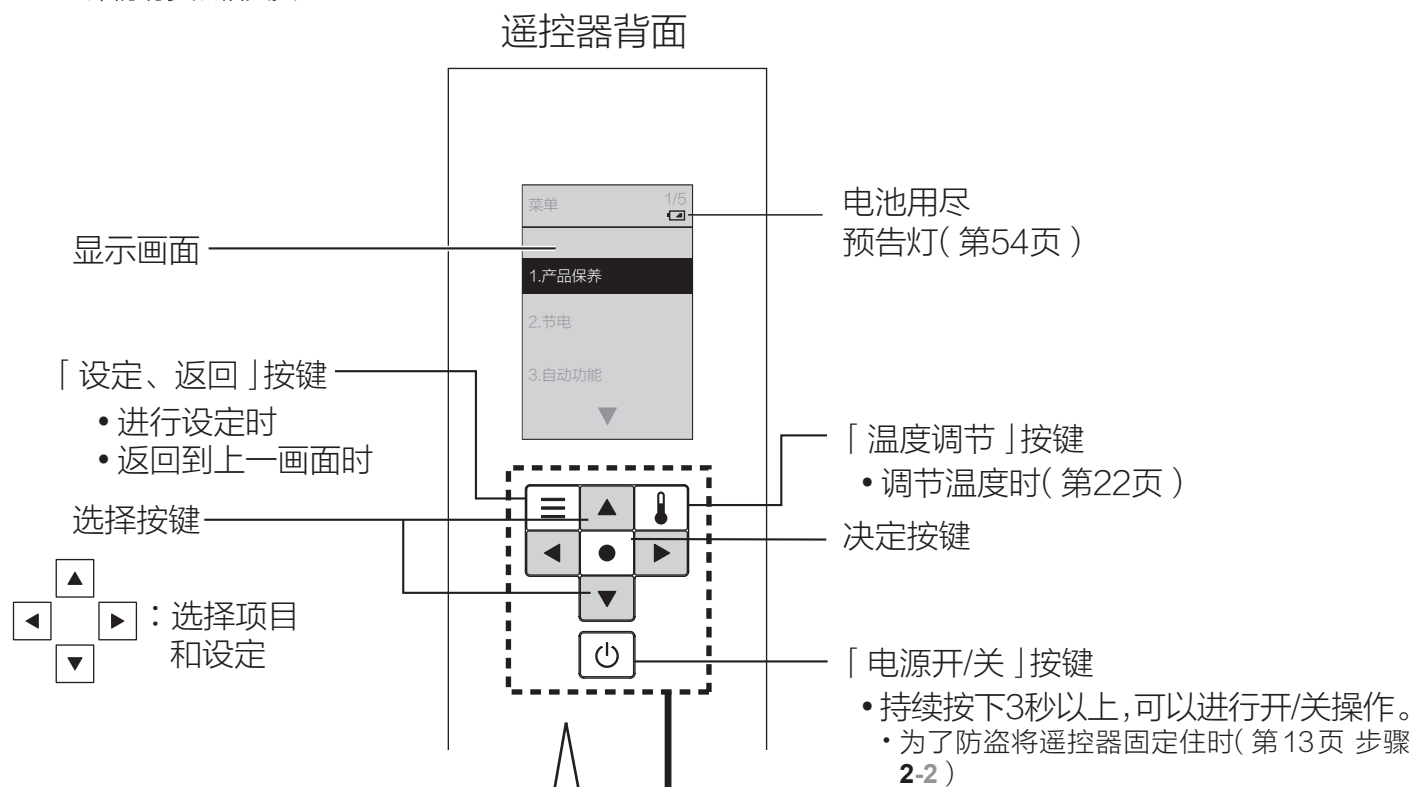 遥控器背面
菜单 1/5
1.产品保养
2.节电
3.自动功能
显示画面
「设定、返回」按键
•进行设定时
•返回到上一画面时
选择按键
：选择项目
和设定
电池用尽
预告灯(第54页)
「温度调节」按键
•调节温度时(第22页)
决定按键
「电源开/关」按键
•持续按下3秒以上,可以进行开/关操作。
・为了防盗将遥控器固定住时(第13页 步骤
2-2)